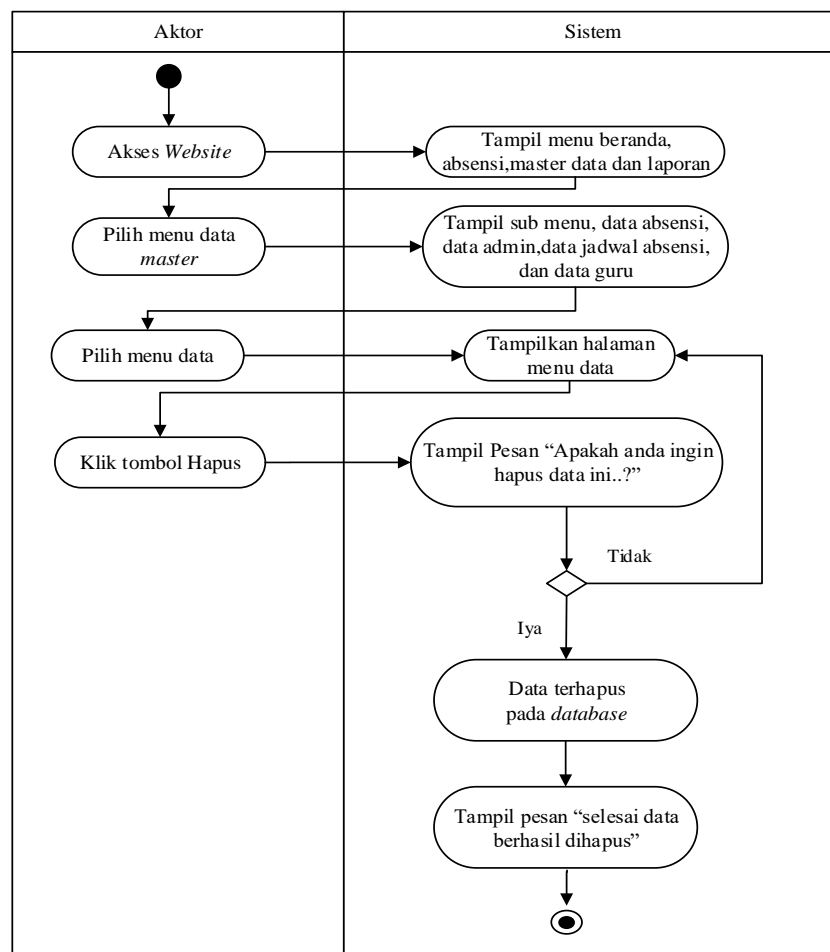 Aktor
Sistem
Akses Website
Tampil menu beranda,
absensi,master data dan laporan
Pilih menu data
master
Tampil sub menu, data absensi,
data admin,data jadwal absensi,
dan data guru
Pilih menu data
Tampilkan halaman
menu data
Klik tombol Hapus
Tampil Pesan “Apakah anda ingin
hapus data ini..?”
Tidak
Iya
Data terhapus
pada database
Tampil pesan “selesai data
berhasil dihapus”